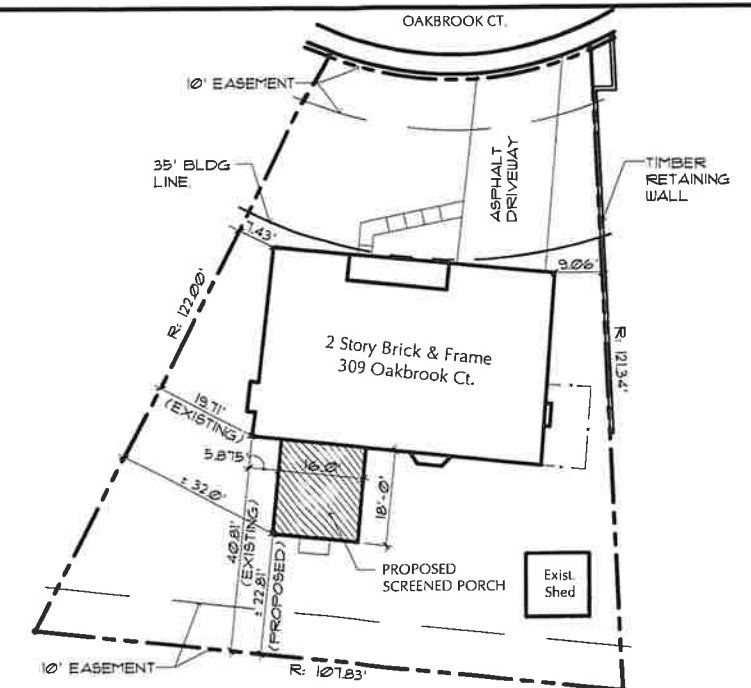 OAKBROOK CT.
10' EASEMENT
35' BLDG
LINE
ASPHALT
DRIVEWAY
TIMBER
RETAINING
WALL
7.43'
9.06'
R: 122.00'
R: 121.34'
2 Story Brick & Frame
309 Oakbrook Ct.
19.71'
(EXISTING)
5.875'
16.0'
± 32.0'
18'-0"
40.81'
(EXISTING)
± 22.81'
(PROPOSED)
PROPOSED
SCREENED PORCH
Exist.
Shed
10' EASEMENT
R: 107.83'